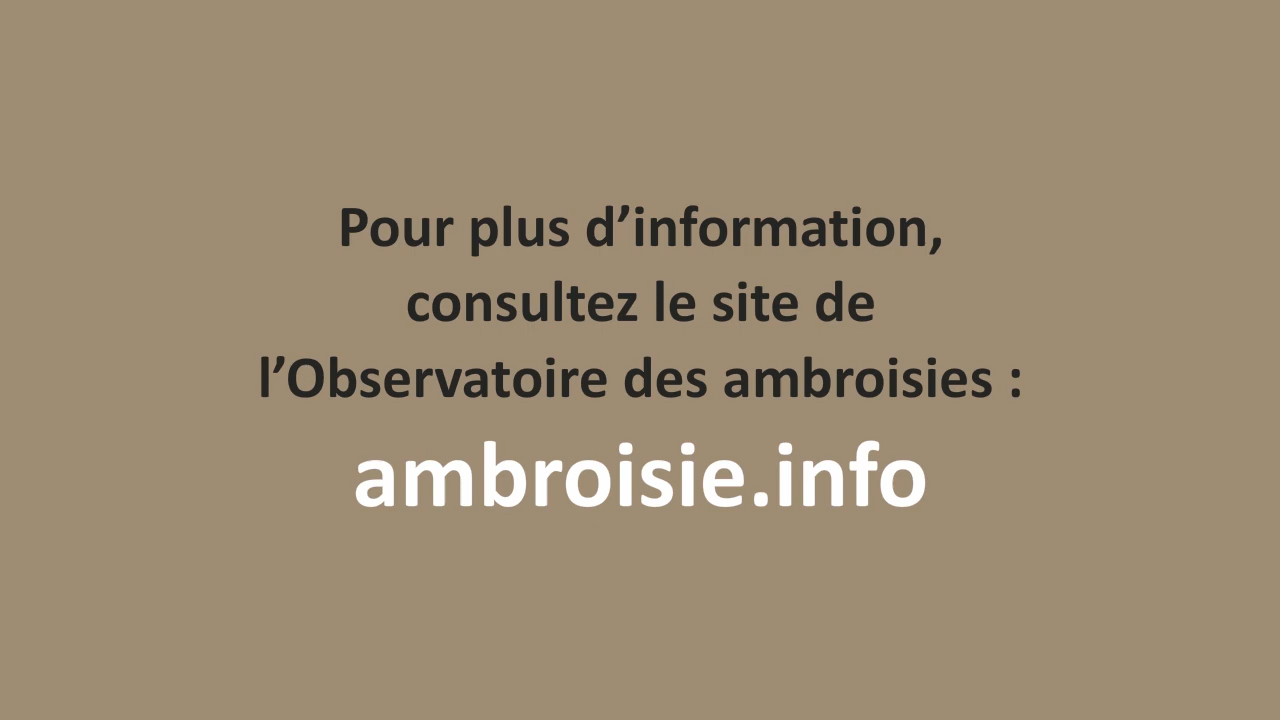 Pour plus d’information,
consultez le site de
l’Observatoire des ambroisies :
ambroisie.info